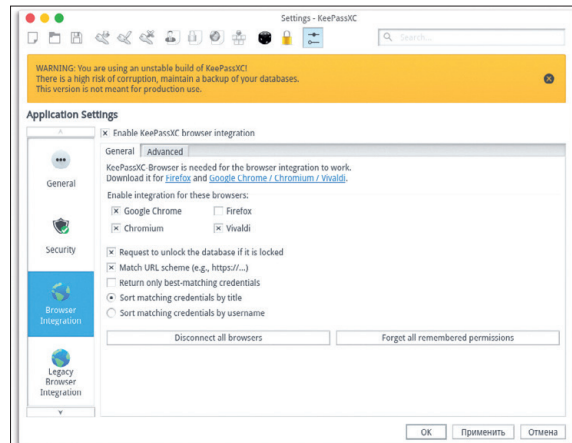 Settings - KeePassXC
Search...
WARNING: You are using an unstable build of KeePassXC!
There is a high risk of corruption, maintain a backup of your databases.
This version is not meant for production use.
Application Settings
Enable KeePassXC browser integration
General
Advanced
KeePassXC-Browser is needed for the browser integration to work.
Download it for Firefox and Google Chrome / Chromium / Vivaldi.
Enable integration for these browsers:
Google Chrome
Firefox
Chromium
Vivaldi
Request to unlock the database if it is locked
Match URL scheme (e.g., https://...)
Return only best-matching credentials
Sort matching credentials by title
Sort matching credentials by username
Disconnect all browsers
Forget all remembered permissions
General
Security
Browser
Integration
Legacy
Browser
Integration
OK
Применить
Отмена